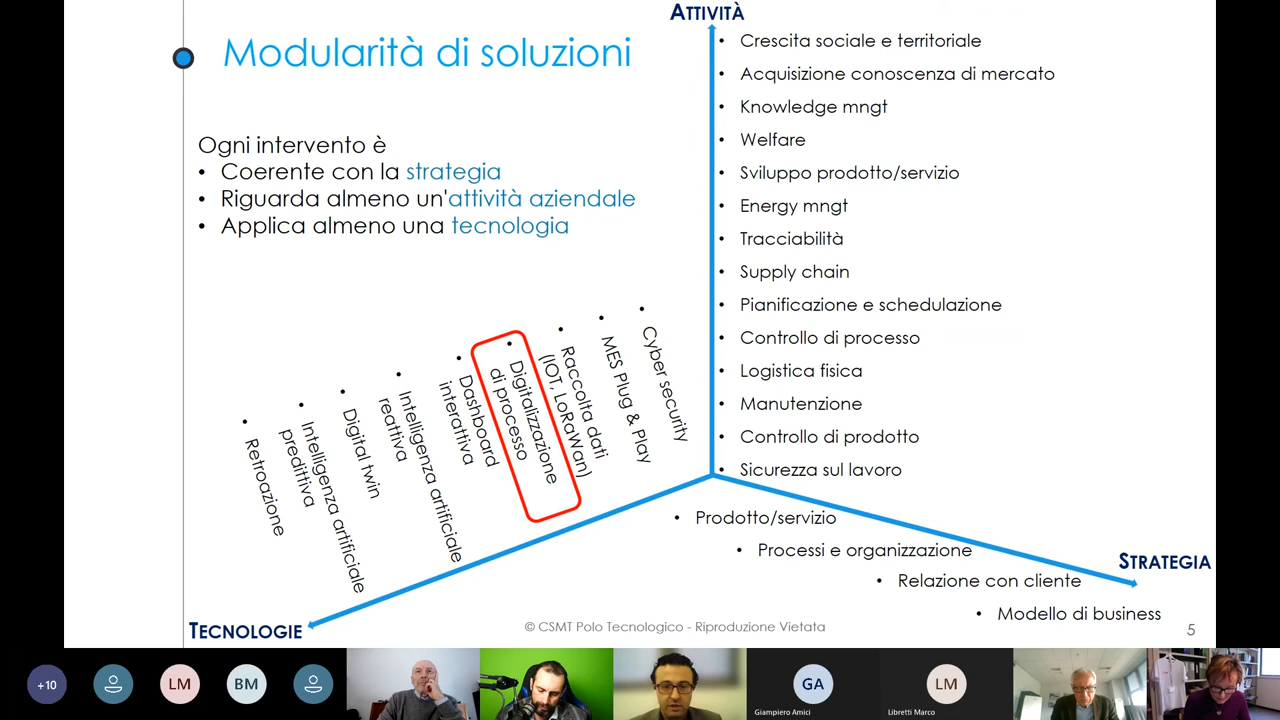 ATTIVITÀ
Modularità di soluzioni
Ogni intervento è
• Coerente con la strategia
• Riguarda almeno un'attività aziendale
• Applica almeno una tecnologia
• Crescita sociale e territoriale
• Acquisizione conoscenza di mercato
• Knowledge mngt
• Welfare
• Sviluppo prodotto/servizio
• Energy mngt
• Tracciabilità
• Supply chain
• Pianificazione e schedulazione
• Controllo di processo
• Logistica fisica
• Manutenzione
• Controllo di prodotto
• Sicurezza sul lavoro
• Retroazione
• Intelligenza artificiale
predittiva
• Digital twin
• Intelligenza artificiale
reattiva
• Dashboard
interattiva
• Digitalizzazione
di processo
• Raccolta dati
(IOT, LoRaWan)
• MES Plug & Play
• Cyber security
• Prodotto/servizio
• Processi e organizzazione
• Relazione con cliente
• Modello di business
STRATEGIA
TECNOLOGIE
© CSMT Polo Tecnologico - Riproduzione Vietata
5
+10
LM
BM
GA
Giampiero Amici
LM
Libretti Marco